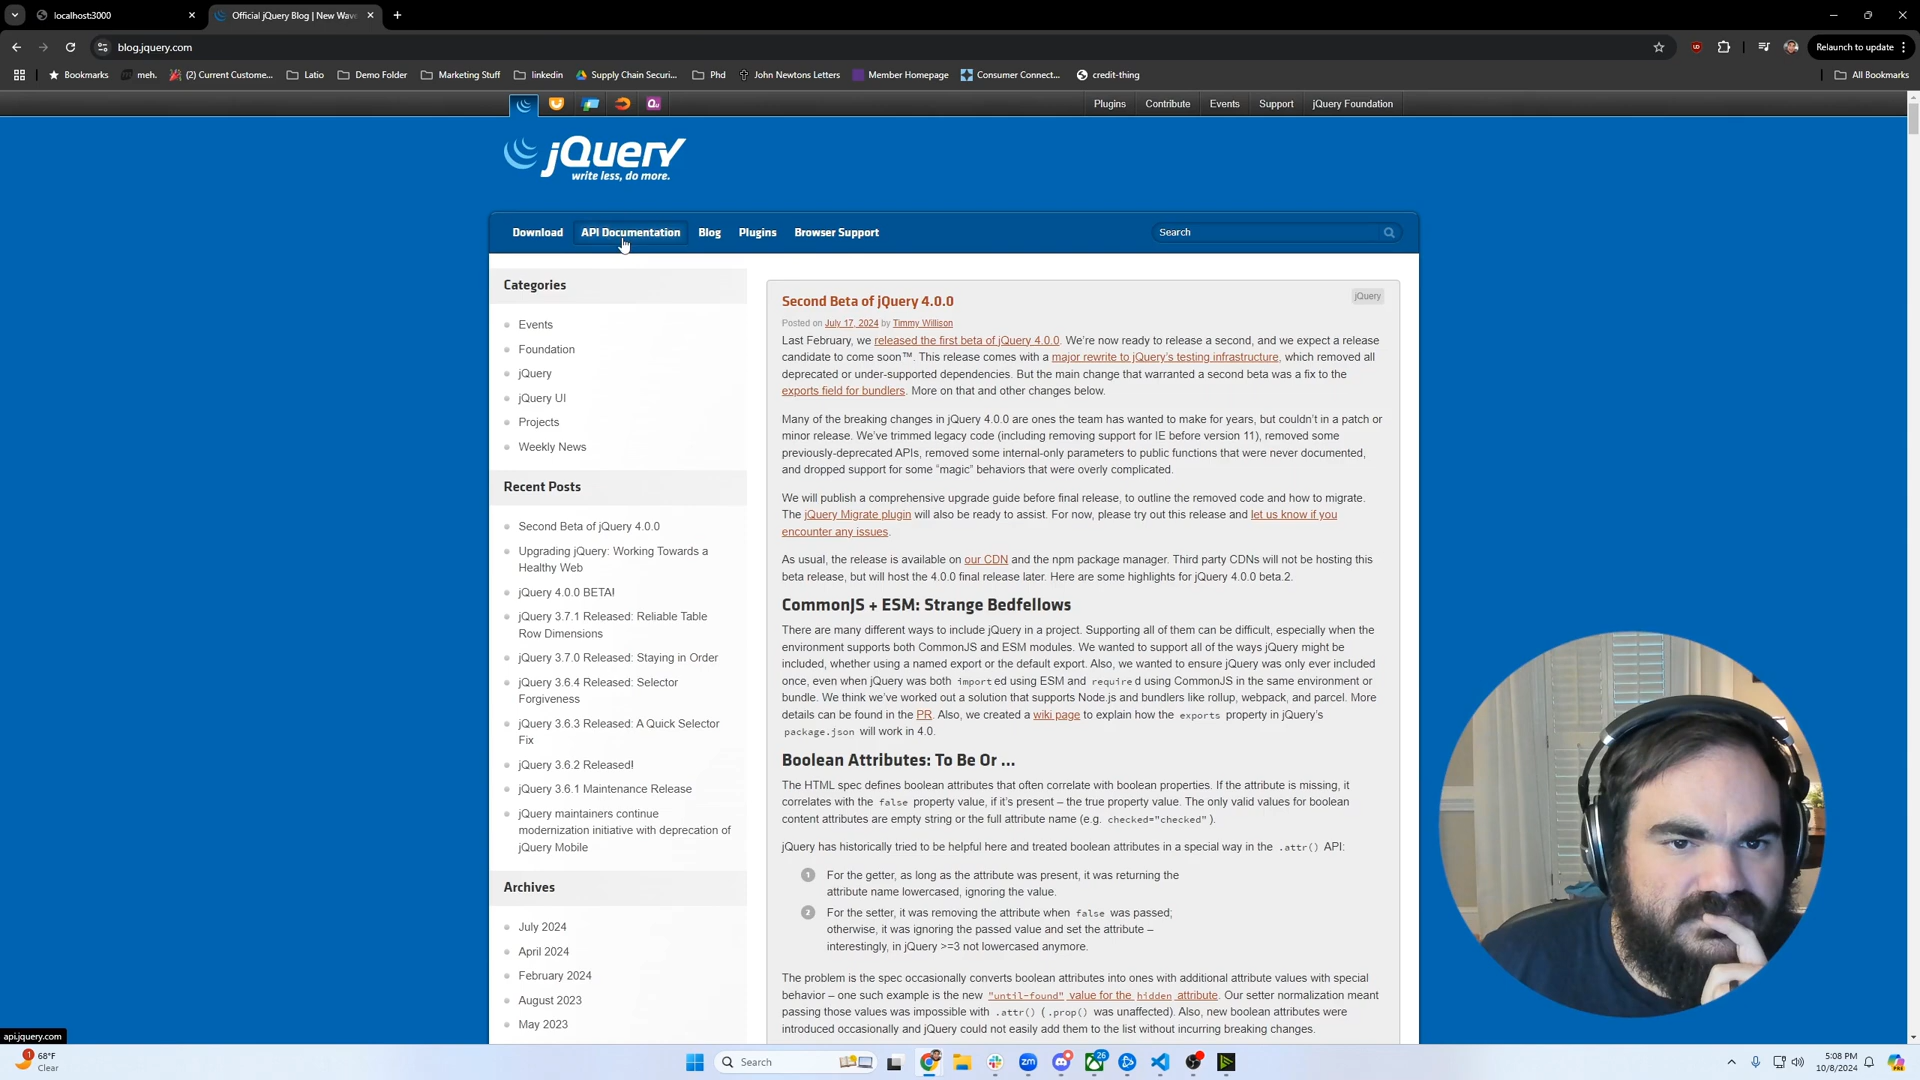 localhost:3000
Official jQuery Blog | New Wave
blog.jquery.com
Relaunch to update
Bookmarks
meh.
(2) Current Custome...
Latio
Demo Folder
Marketing Stuff
linkedin
Supply Chain Securi...
Phd
John Newtons Letters
Member Homepage
Consumer Connect...
credit-thing
All Bookmarks
Plugins
Contribute
Events
Support
jQuery Foundation
jQuery
write less, do more.
Download
API Documentation
Blog
Plugins
Browser Support
Search
Categories
Events
Foundation
jQuery
jQuery UI
Projects
Weekly News
Recent Posts
Second Beta of jQuery 4.0.0
Upgrading jQuery: Working Towards a
Healthy Web
jQuery 4.0.0 BETA!
jQuery 3.7.1 Released: Reliable Table
Row Dimensions
jQuery 3.7.0 Released: Staying in Order
jQuery 3.6.4 Released: Selector
Forgiveness
jQuery 3.6.3 Released: A Quick Selector
Fix
jQuery 3.6.2 Released!
jQuery 3.6.1 Maintenance Release
jQuery maintainers continue
modernization initiative with deprecation of
jQuery Mobile
Archives
July 2024
April 2024
February 2024
August 2023
May 2023
Second Beta of jQuery 4.0.0
jQuery
Posted on July 17, 2024 by Timmy Willison
Last February, we released the first beta of jQuery 4.0.0. We're now ready to release a second, and we expect a release
candidate to come soon™. This release comes with a major rewrite to jQuery's testing infrastructure, which removed all
deprecated or under-supported dependencies. But the main change that warranted a second beta was a fix to the
exports field for bundlers. More on that and other changes below.
Many of the breaking changes in jQuery 4.0.0 are ones the team has wanted to make for years, but couldn't in a patch or
minor release. We've trimmed legacy code (including removing support for IE before version 11), removed some
previously-deprecated APIs, removed some internal-only parameters to public functions that were never documented,
and dropped support for some “magic” behaviors that were overly complicated.
We will publish a comprehensive upgrade guide before final release, to outline the removed code and how to migrate.
The jQuery Migrate plugin will also be ready to assist. For now, please try out this release and let us know if you
encounter any issues.
As usual, the release is available on our CDN and the npm package manager. Third party CDNs will not be hosting this
beta release, but will host the 4.0.0 final release later. Here are some highlights for jQuery 4.0.0 beta.2.
CommonJS + ESM: Strange Bedfellows
There are many different ways to include jQuery in a project. Supporting all of them can be difficult, especially when the
environment supports both CommonJS and ESM modules. We wanted to support all of the ways jQuery might be
included, whether using a named export or the default export. Also, we wanted to ensure jQuery was only ever included
once, even when jQuery was both imported using ESM and required using CommonJS in the same environment or
bundle. We think we've worked out a solution that supports Node.js and bundlers like rollup, webpack, and parcel. More
details can be found in the PR. Also, we created a wiki page to explain how the exports property in jQuery's
package.json will work in 4.0.
Boolean Attributes: To Be Or ...
The HTML spec defines boolean attributes that often correlate with boolean properties. If the attribute is missing, it
correlates with the false property value, if it's present – the true property value. The only valid values for boolean
content attributes are empty string or the full attribute name (e.g. checked="checked").
jQuery has historically tried to be helpful here and treated boolean attributes in a special way in the .attr() API:
1 For the getter, as long as the attribute was present, it was returning the
attribute name lowercased, ignoring the value.
2 For the setter, it was removing the attribute when false was passed;
otherwise, it was ignoring the passed value and set the attribute –
interestingly, in jQuery >=3 not lowercased anymore.
The problem is the spec occasionally converts boolean attributes into ones with additional attribute values with special
behavior – one such example is the new "until-found" value for the hidden attribute. Our setter normalization meant
passing those values was impossible with .attr() (.prop() was unaffected). Also, new boolean attributes were
introduced occasionally and jQuery could not easily add them to the list without incurring breaking changes.
api.jquery.com
1
68°F
Clear
Search
26
5:08 PM
10/8/2024